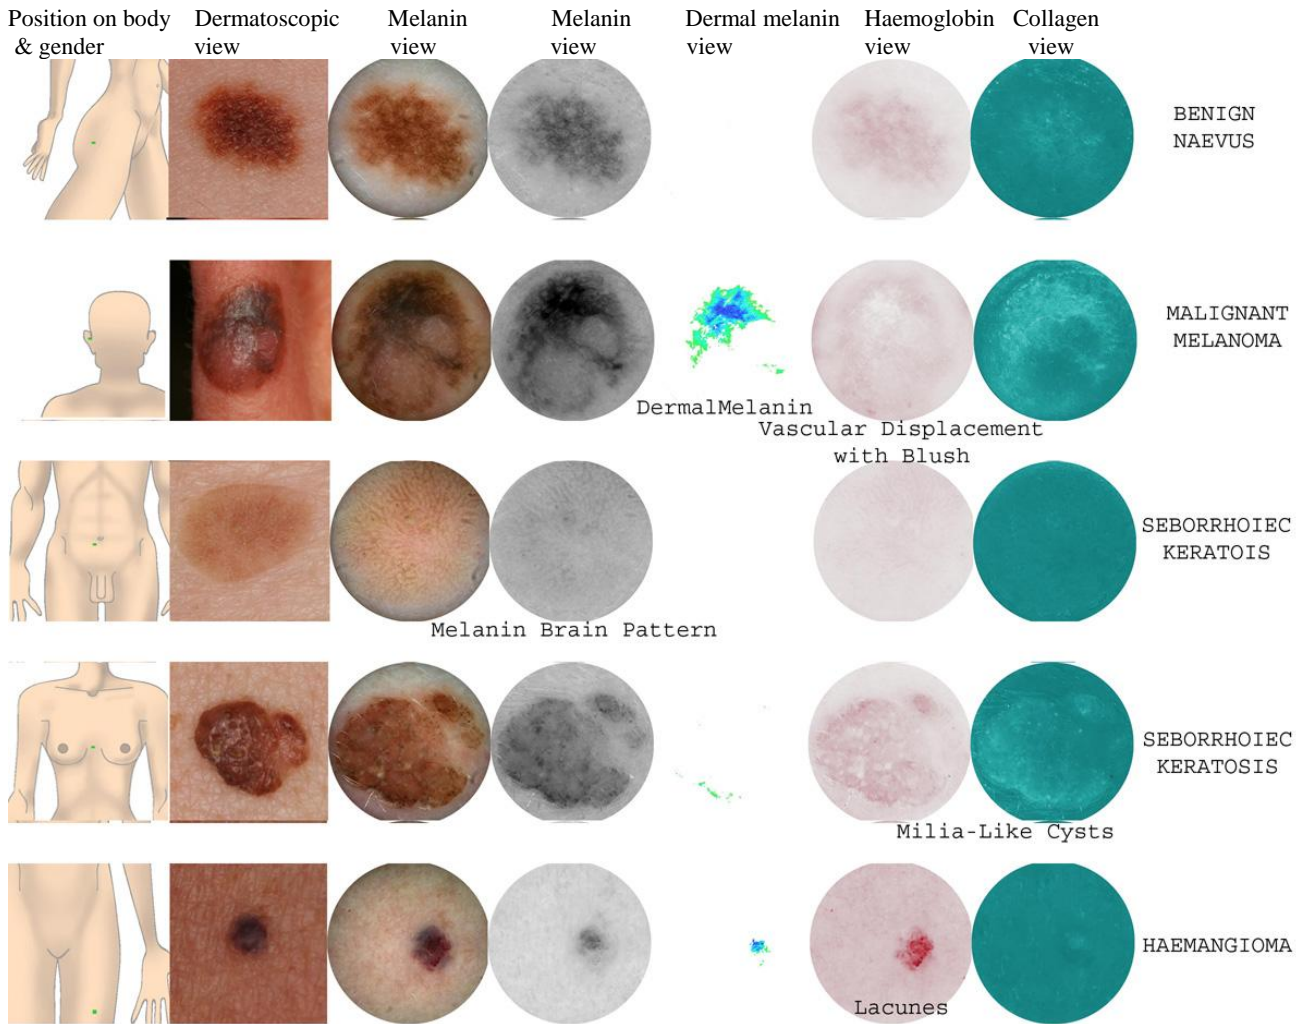 Position on body Dermatoscopic Melanin Melanin Dermal melanin Haemoglobin Collagen
& gender view view view view view view
BENIGN
NAEVUS
MALIGNANT
MELANOMA
DermalMelanin
Vascular Displacement
with Blush
SEBORRHOIEC
KERATOIS
Melanin Brain Pattern
SEBORRHOIEC
KERATOSIS
Milia-Like Cysts
HAEMANGIOMA
Lacunes